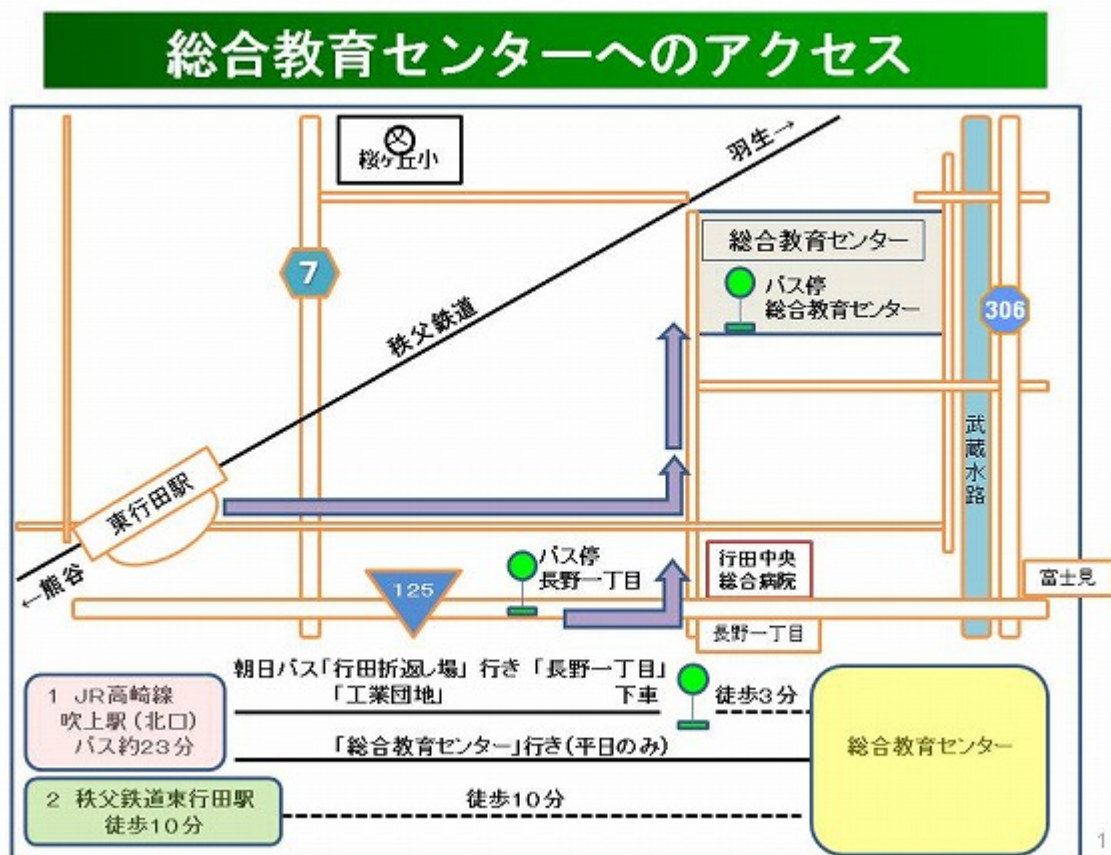 総合教育センターへのアクセス
桜ヶ丘小
羽生→
7
秩父鉄道
総合教育センター
バス停
総合教育センター
306
武蔵水路
東行田駅
←熊谷
125
バス停
長野一丁目
行田中央
総合病院
富士見
長野一丁目
1 JR高崎線
吹上駅(北口)
バス約23分
朝日バス「行田折返し場」行き「長野一丁目」
「工業団地」 下車
徒歩3分
「総合教育センター」行き(平日のみ)
総合教育センター
2 秩父鉄道東行田駅
徒歩10分
徒歩10分
1